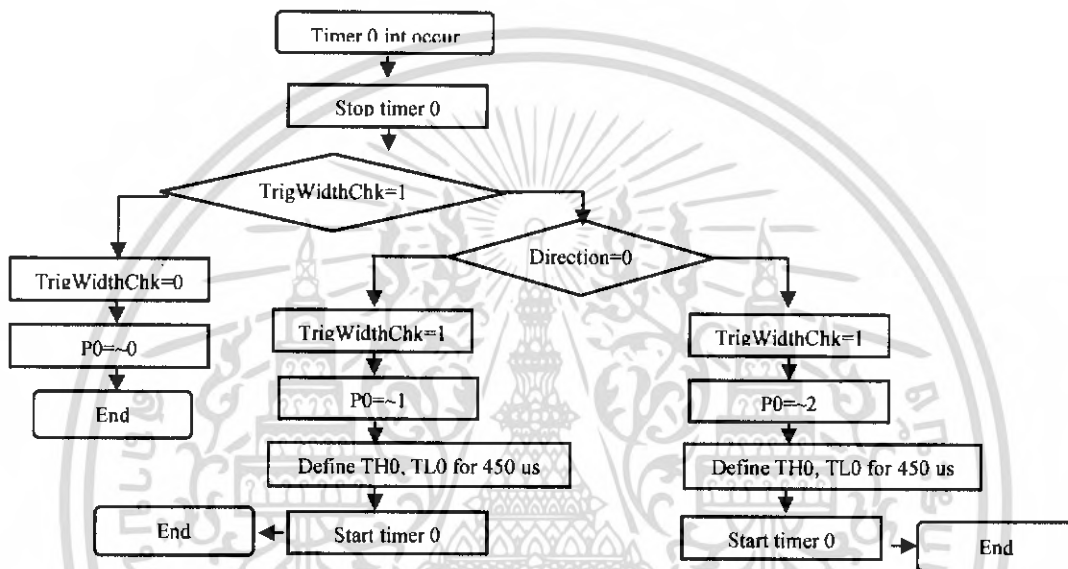 Timer 0 int occur
Stop timer 0
TrigWidthChk=1
Direction=0
TrigWidthChk=0
P0=~0
End
TrigWidthChk=1
P0=~1
Define TH0, TL0 for 450 us
Start timer 0
End
TrigWidthChk=1
P0=~2
Define TH0, TL0 for 450 us
Start timer 0
End